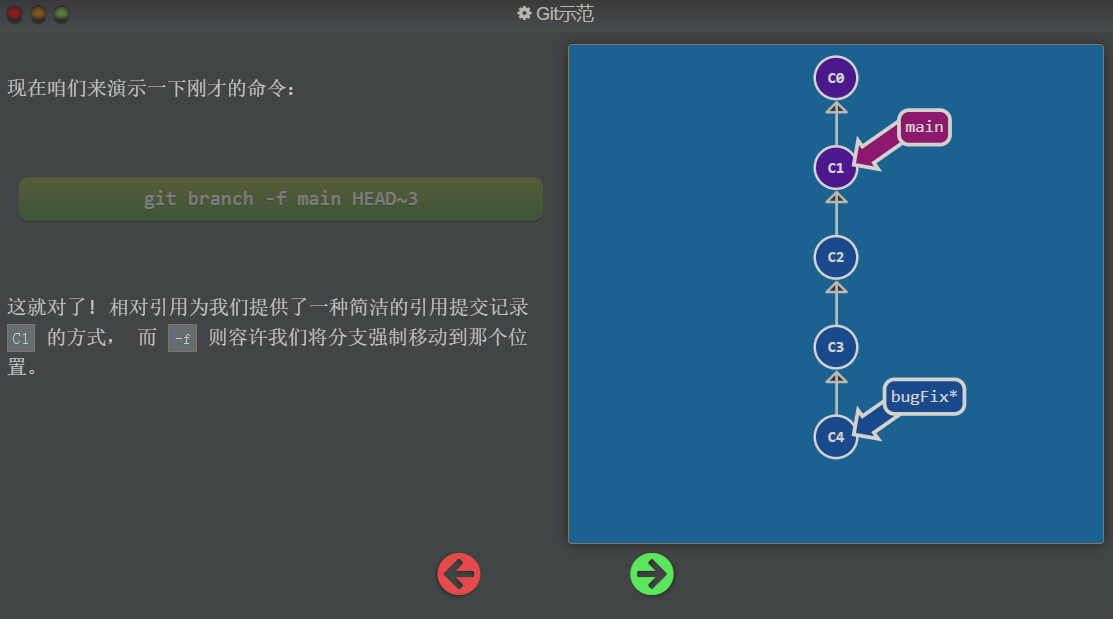 Git示范
现在咱们来演示一下刚才的命令：
git branch -f main HEAD~3
这就对了！相对引用为我们提供了一种简洁的引用提交记录
C1 的方式， 而 -f 则容许我们将分支强制移动到那个位
置。
C0
main
C1
C2
C3
bugFix*
C4